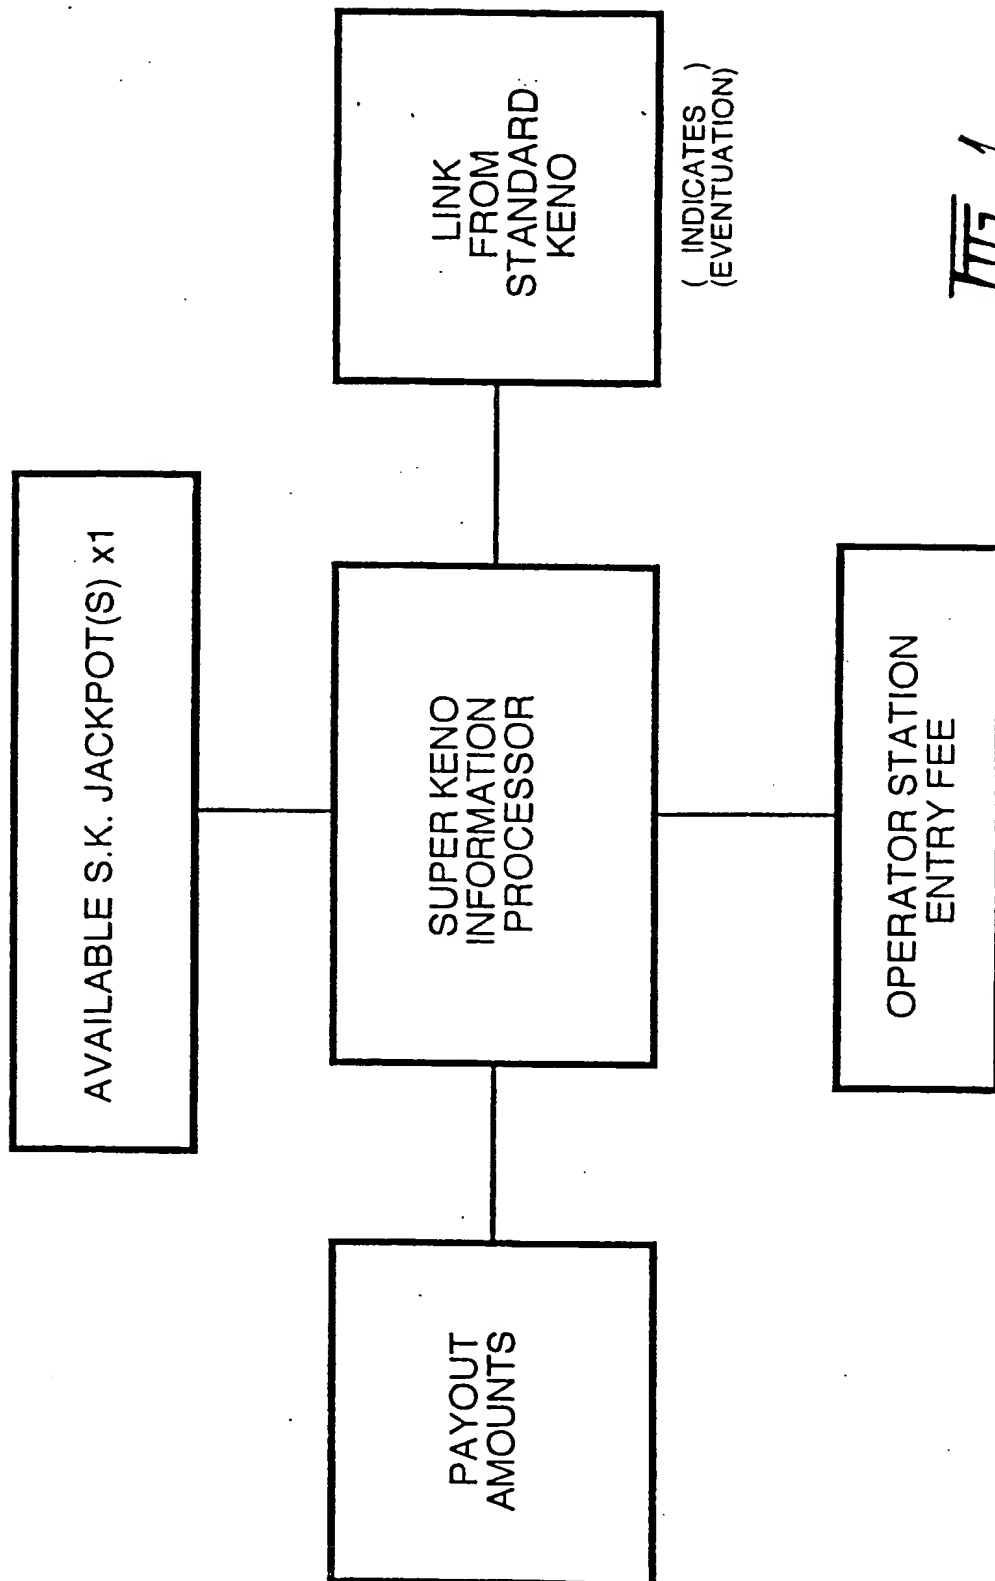 AVAILABLE S.K. JACKPOT(S) x1
PAYOUT
AMOUNTS
SUPER KENO
INFORMATION
PROCESSOR
LINK
FROM
STANDARD
KENO
( INDICATES )
(EVENTUATION)
OPERATOR STATION
ENTRY FEE